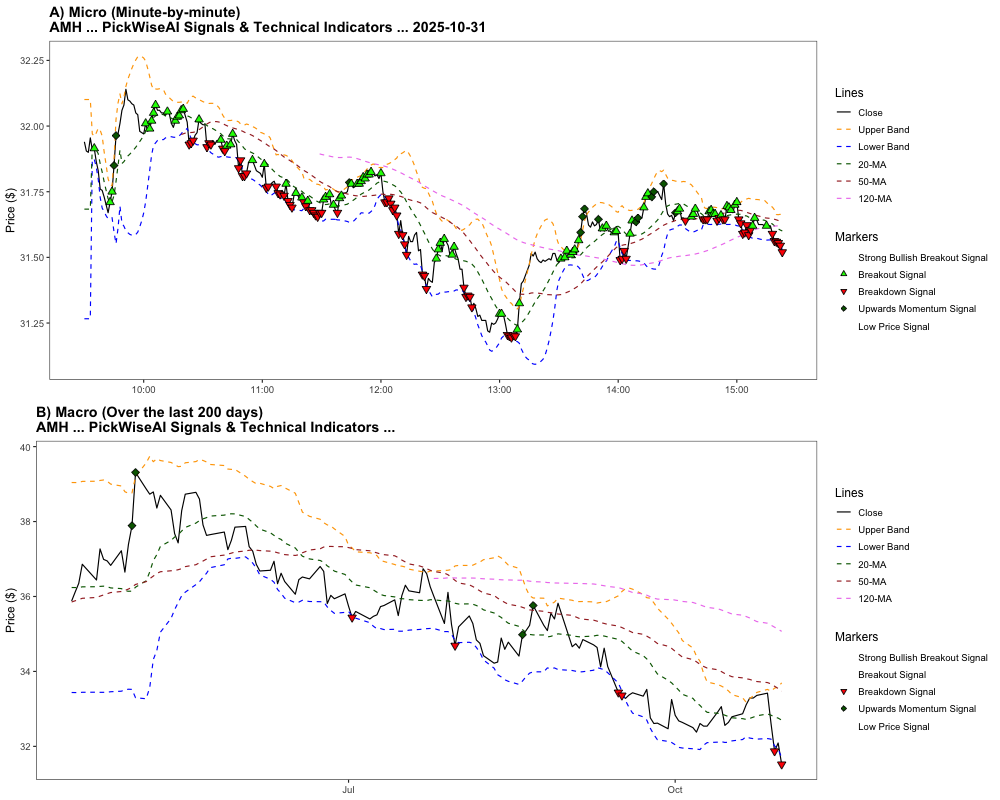 A) Micro (Minute-by-minute)
AMH ... PickWiseAI Signals & Technical Indicators ... 2025-10-31
Price ($)
32.25
32.00
31.75
31.50
31.25
10:00
11:00
12:00
13:00
14:00
15:00
Lines
Close
Upper Band
Lower Band
20-MA
50-MA
120-MA
Markers
Strong Bullish Breakout Signal
Breakout Signal
Breakdown Signal
Upwards Momentum Signal
Low Price Signal
B) Macro (Over the last 200 days)
AMH ... PickWiseAI Signals & Technical Indicators ...
Price ($)
40
38
36
34
32
Jul
Oct
Lines
Close
Upper Band
Lower Band
20-MA
50-MA
120-MA
Markers
Strong Bullish Breakout Signal
Breakout Signal
Breakdown Signal
Upwards Momentum Signal
Low Price Signal